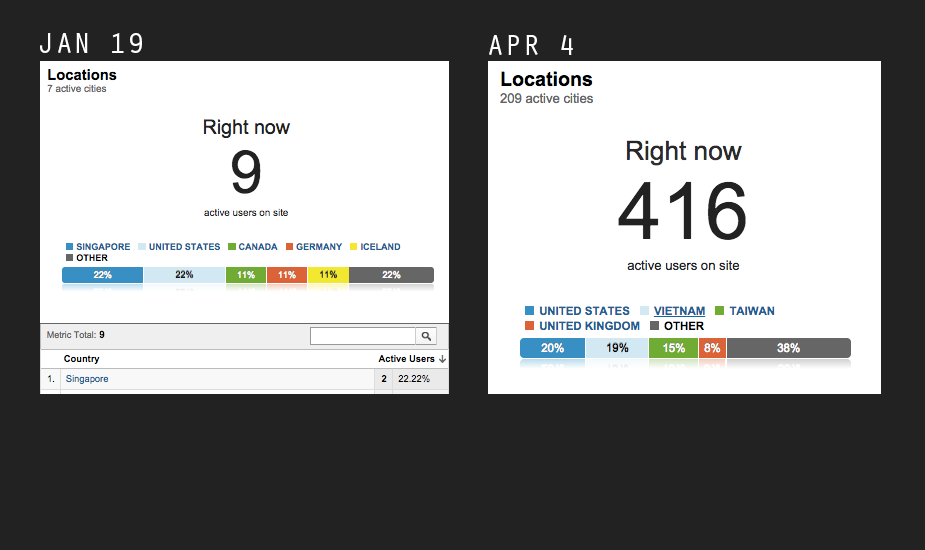 JAN 19
Locations
7 active cities
Right now
9
active users on site
SINGAPORE UNITED STATES CANADA GERMANY ICELAND
OTHER
22% 22% 11% 11% 11% 22%
Metric Total: 9
Country Active Users
1. Singapore 2 22.22%
APR 4
Locations
209 active cities
Right now
416
active users on site
UNITED STATES VIETNAM TAIWAN
UNITED KINGDOM OTHER
20% 19% 15% 8% 38%